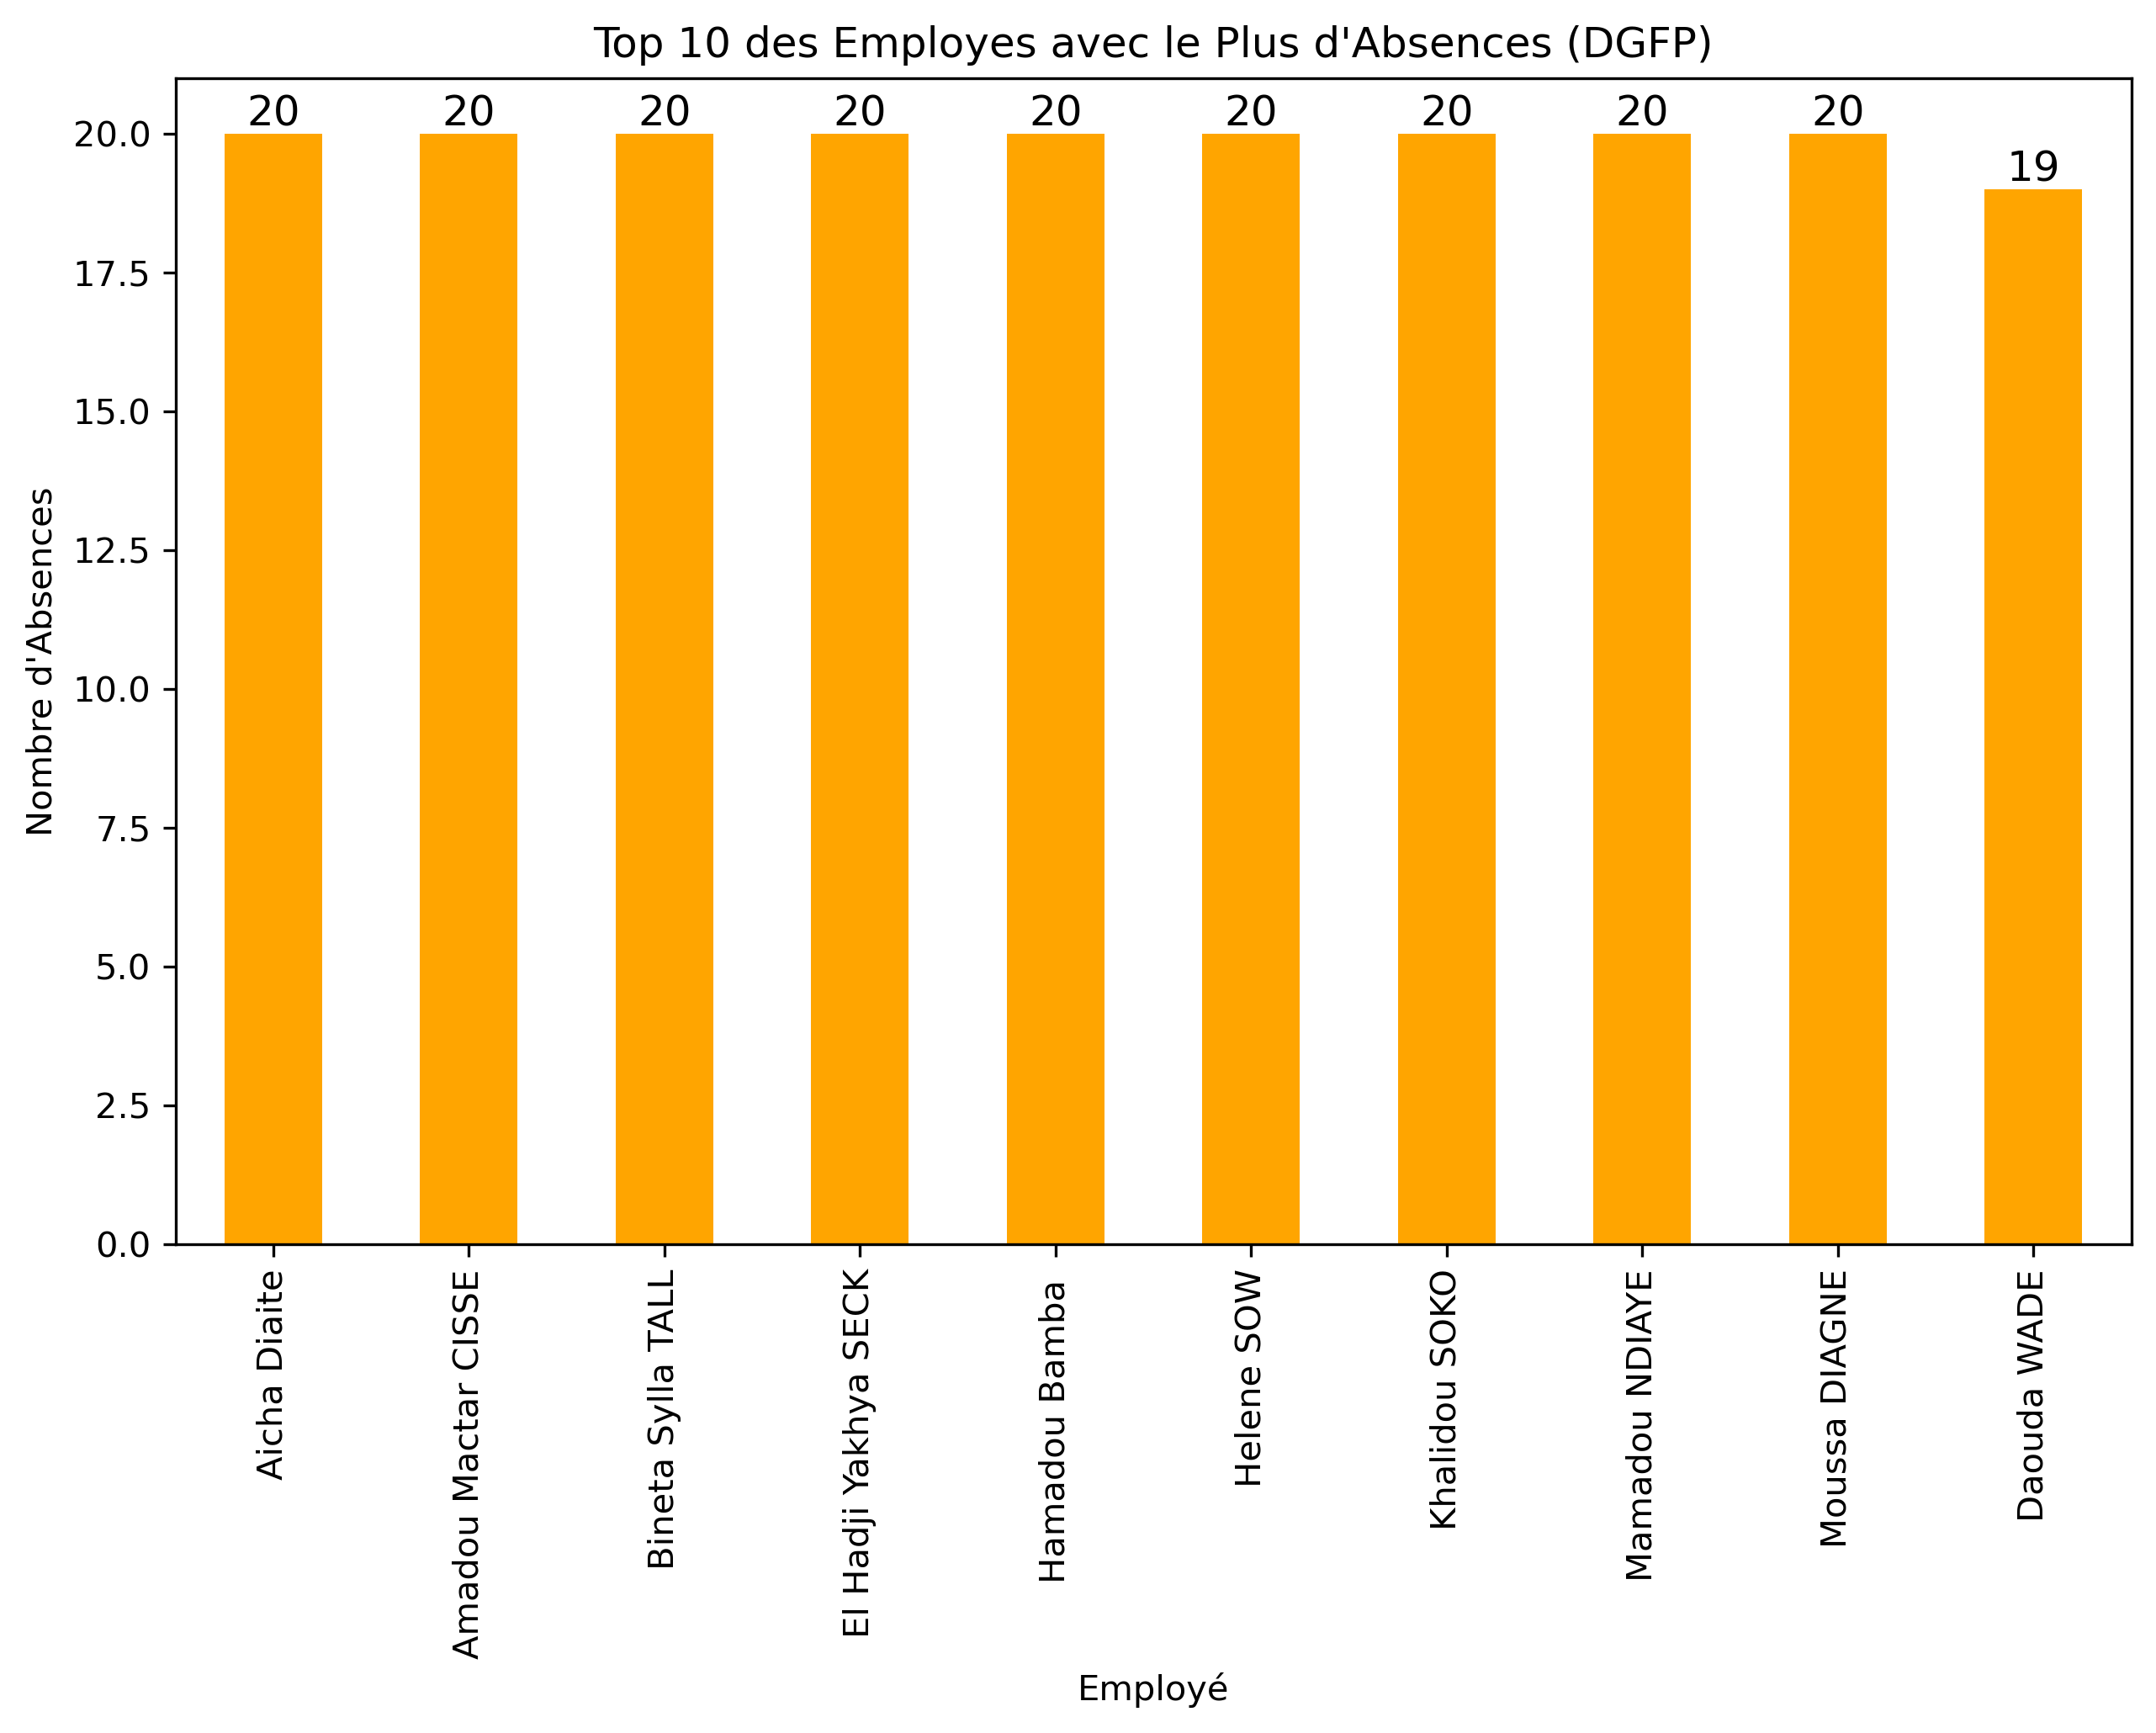 Top 10 des Employes avec le Plus d'Absences (DGFP)
20 20 20 20 20 20 20 20 20 19
Nombre d'Absences
20.0
17.5
15.0
12.5
10.0
7.5
5.0
2.5
0.0
Aicha Diaite
Amadou Mactar CISSE
Bineta Sylla TALL
El Hadji Yakhya SECK
Hamadou Bamba
Helene SOW
Khalidou SOKO
Mamadou NDIAYE
Moussa DIAGNE
Daouda WADE
Employé